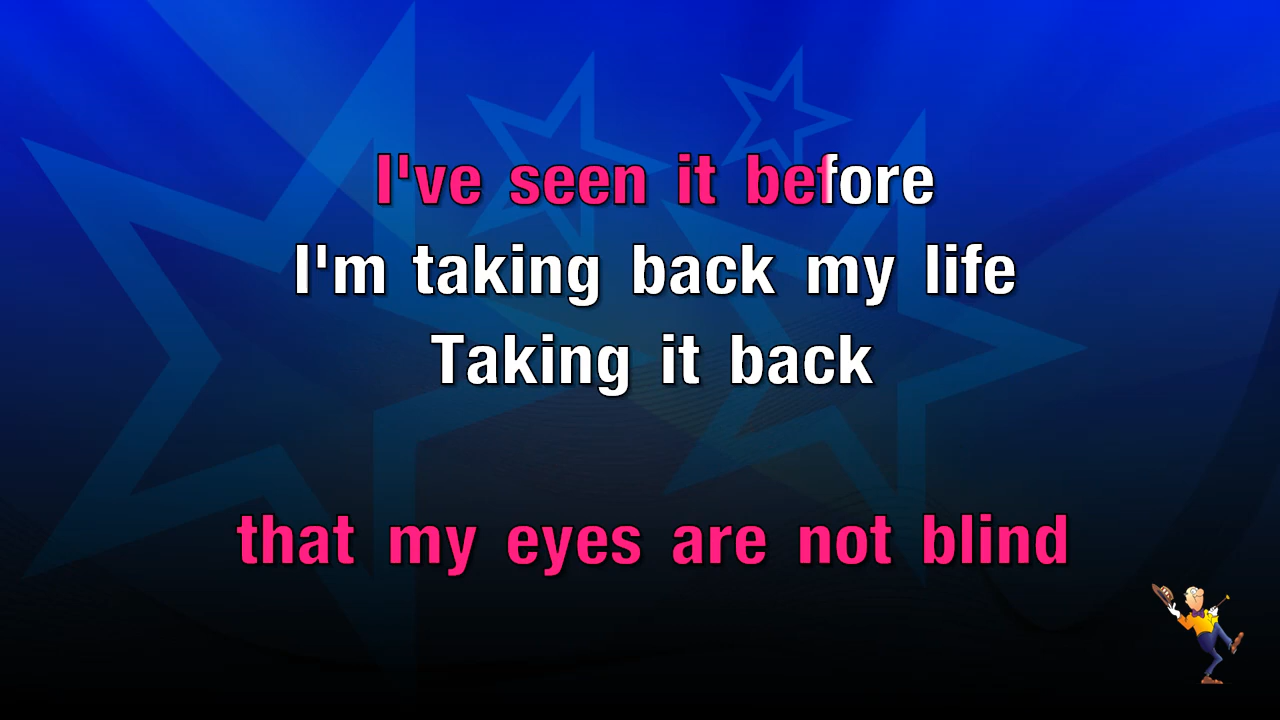 I've seen it before
I'm taking back my life
Taking it back
that my eyes are not blind